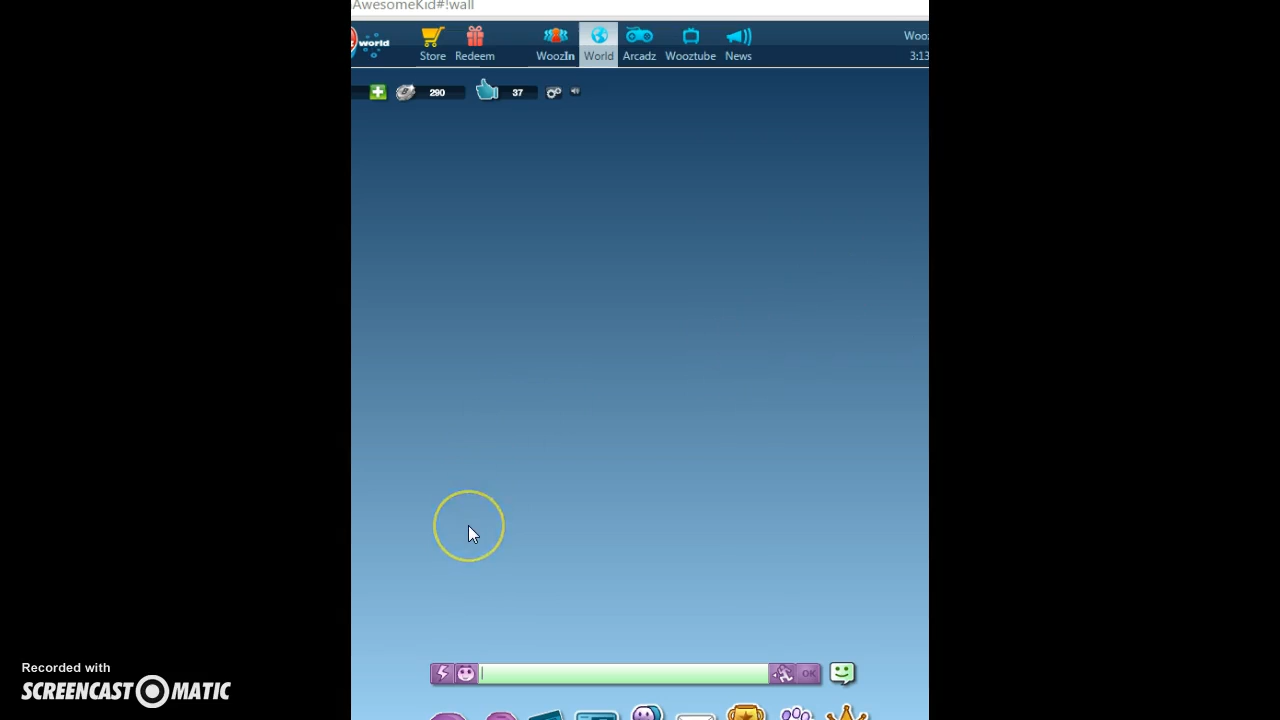 AwesomeKid#!wall
world
Store Redeem WoozIn World Arcadz Wooztube News
Wooz
3:13
290 37
OK
Recorded with
SCREENCAST-O-MATIC